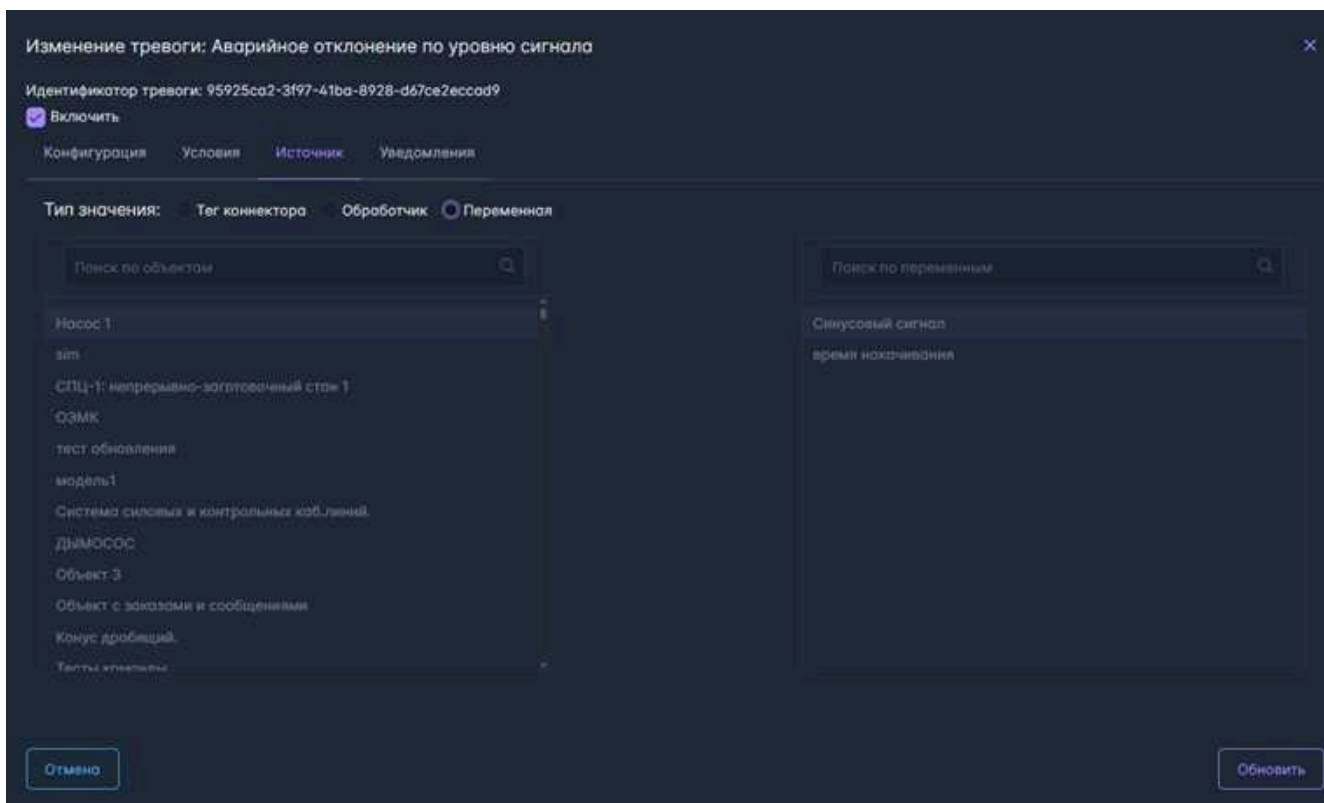 Изменение тревоги: Аварийное отклонение по уровню сигнала
Идентификатор тревоги: 95925ca2-3f97-41ba-8928-d67ce2eccad9
Включить
Конфигурация Условия Источник Уведомления
Тип значения: Тег коннектора Обработчик Переменная
Поиск по объектам Поиск по переменным
Насос 1 Синусовый сигнал
sim время накачивания
СПЦ-1: непрерывно-заготовочный стан 1
ОЭМК
тест обновления
модель1
Система силовых и контрольных каб.линий.
ДЫМОСОС
Объект 3
Объект с заказами и сообщениями
Конус дробящий.
Тесты
Отмена Обновить